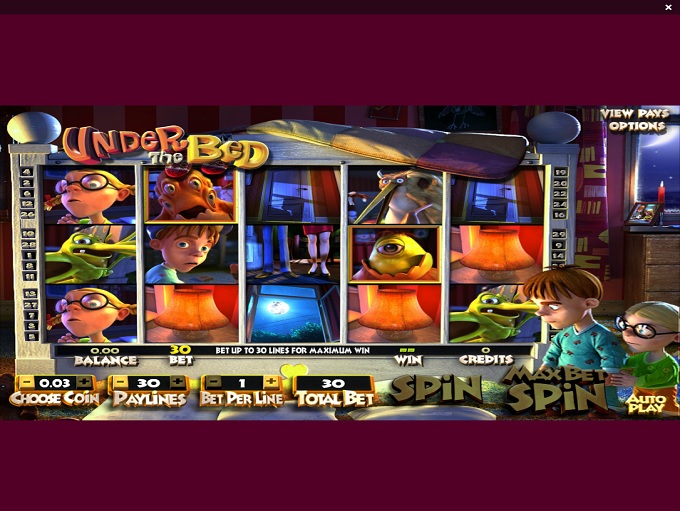 ×
VIEW PAYS
OPTIONS
UNDER
THE
BED
0.00
BALANCE
30
BET
BET UP TO 30 LINES FOR MAXIMUM WIN
WIN
0
CREDITS
- 0.03 +
CHOOSE COIN
- 30 +
PAYLINES
- 1 +
BET PER LINE
30
TOTAL BET
SPIN
MAX BET
SPIN
AUTO
PLAY